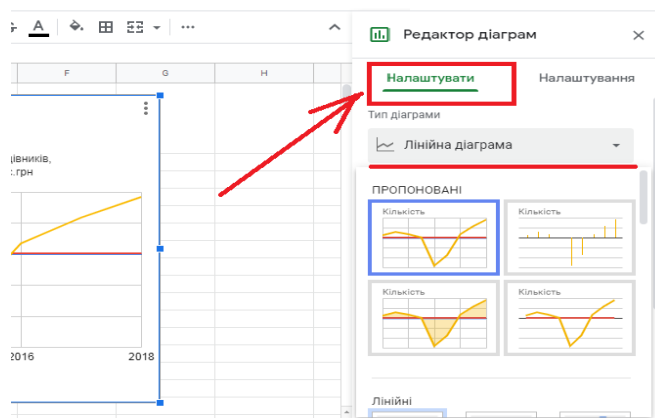 A
Редактор діаграм
F G H
Налаштувати Налаштування
Тип діаграми
Лінійна діаграма
дівників,
с.грн
ПРОПОНОВАНІ
Кількість Кількість
Кількість Кількість
2016 2018
Лінійні